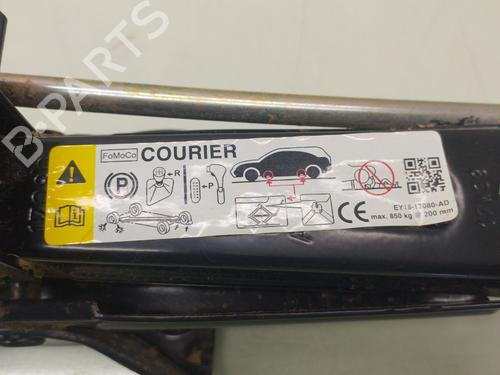 FoMoCo COURIER
P
R
P
CE
EY15-17080-AD
max. 850 kg @ 200 mm
B-PARTS